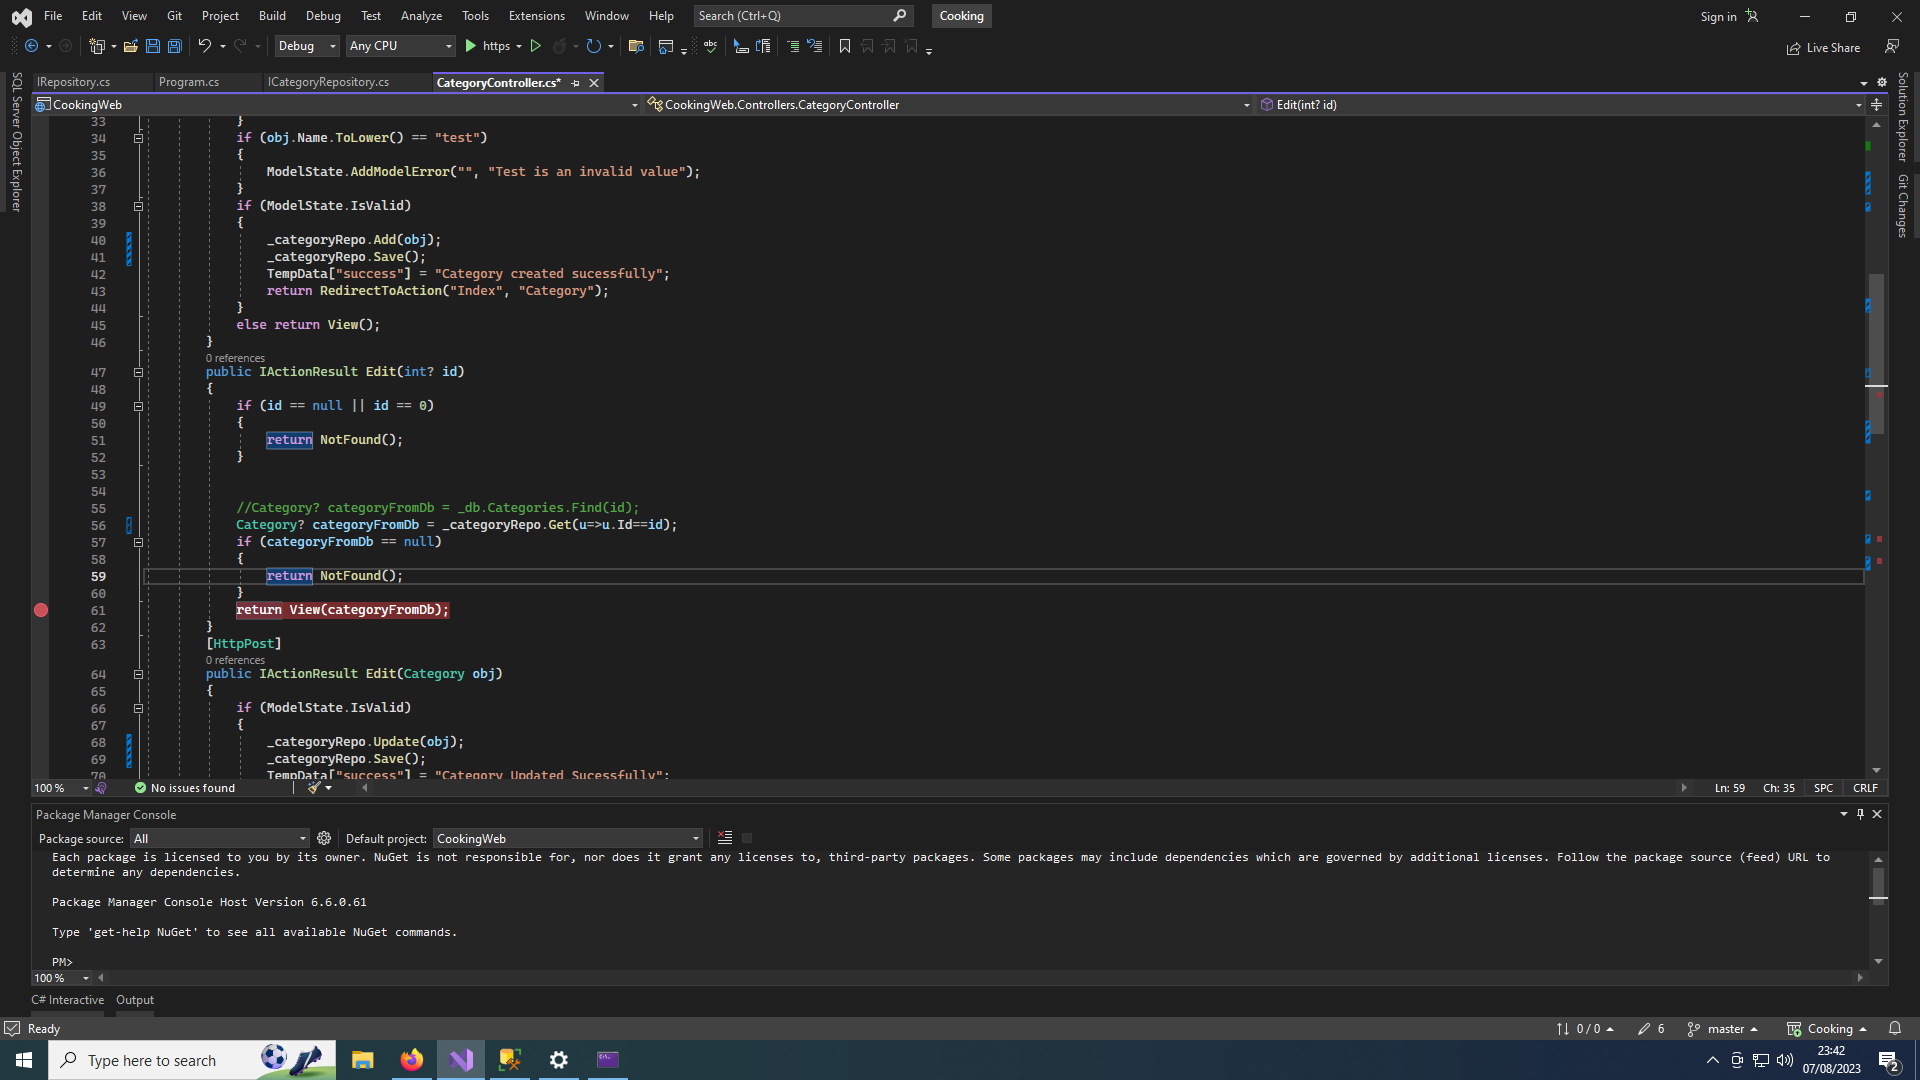 File Edit View Git Project Build Debug Test Analyze Tools Extensions Window Help Search (Ctrl+Q) Cooking Sign in
Debug Any CPU https Live Share
SQL Server Object Explorer
IRepository.cs Program.cs ICategoryRepository.cs CategoryController.cs*
CookingWeb CookingWeb.Controllers.CategoryController Edit(int? id)
Solution Explorer
Git Changes
33 }
34 if (obj.Name.ToLower() == "test")
35 {
36 ModelState.AddModelError("", "Test is an invalid value");
37 }
38 if (ModelState.IsValid)
39 {
40 _categoryRepo.Add(obj);
41 _categoryRepo.Save();
42 TempData["success"] = "Category created sucessfully";
43 return RedirectToAction("Index", "Category");
44 }
45 else return View();
46 }
0 references
47 public IActionResult Edit(int? id)
48 {
49 if (id == null || id == 0)
50 {
51 return NotFound();
52 }
53
54
55 //Category? categoryFromDb = _db.Categories.Find(id);
56 Category? categoryFromDb = _categoryRepo.Get(u=>u.Id==id);
57 if (categoryFromDb == null)
58 {
59 return NotFound();
60 }
61 return View(categoryFromDb);
62 }
63 [HttpPost]
0 references
64 public IActionResult Edit(Category obj)
65 {
66 if (ModelState.IsValid)
67 {
68 _categoryRepo.Update(obj);
69 _categoryRepo.Save();
70 TempData["success"] = "Category Updated Sucessfully";
100 % No issues found Ln: 59 Ch: 35 SPC CRLF
Package Manager Console
Package source: All Default project: CookingWeb
Each package is licensed to you by its owner. NuGet is not responsible for, nor does it grant any licenses to, third-party packages. Some packages may include dependencies which are governed by additional licenses. Follow the package source (feed) URL to
determine any dependencies.
Package Manager Console Host Version 6.6.0.61
Type 'get-help NuGet' to see all available NuGet commands.
PM>
100 %
C# Interactive Output
Ready 0 / 0 6 master Cooking
Type here to search 23:42
07/08/2023 2